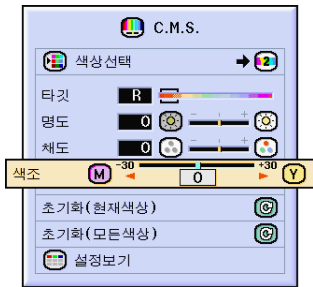 C.M.S.
색상선택 2
타깃 R
명도 0 - +
채도 0 - +
색조 M -30 0 +30 Y
초기화(현재색상)
초기화(모든색상)
설정보기